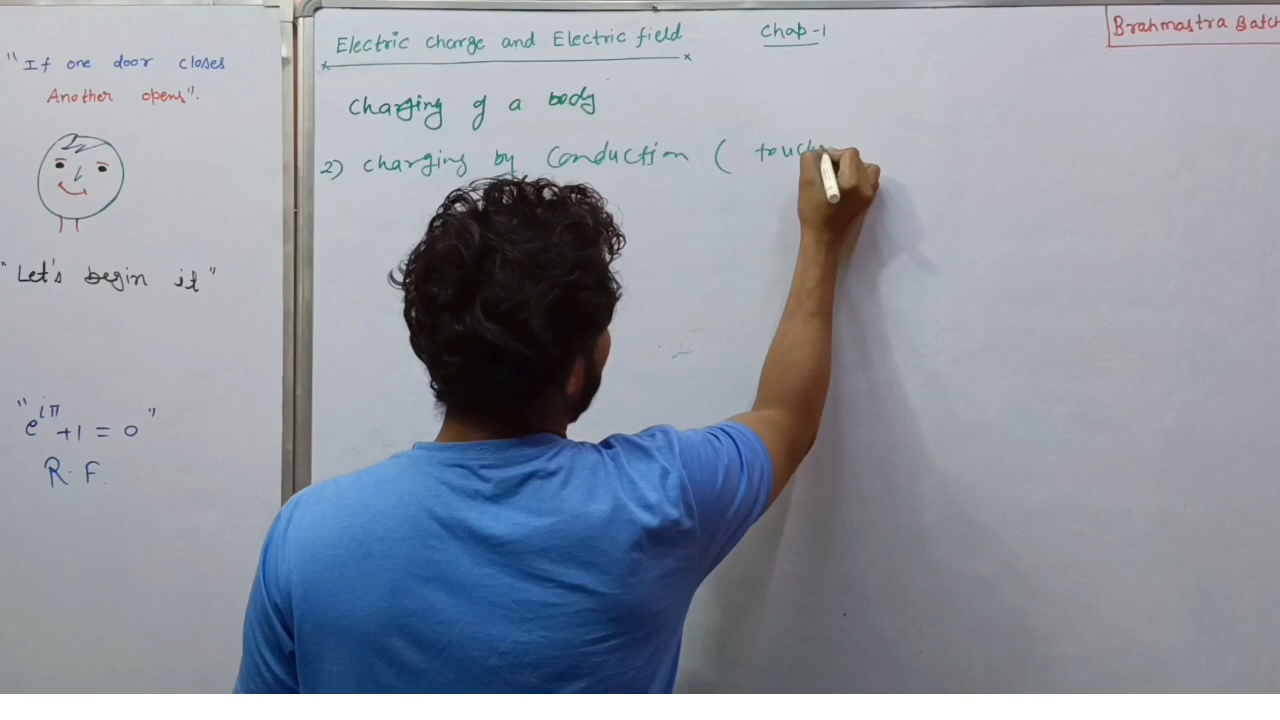 "If one door closes
Another opens".
"Let's begin it"
"e^iπ +1 = 0"
R. F.
Electric charge and Electric field
Chap-1
Brahmastra Batch
Charging of a body
2) charging by Conduction ( touch